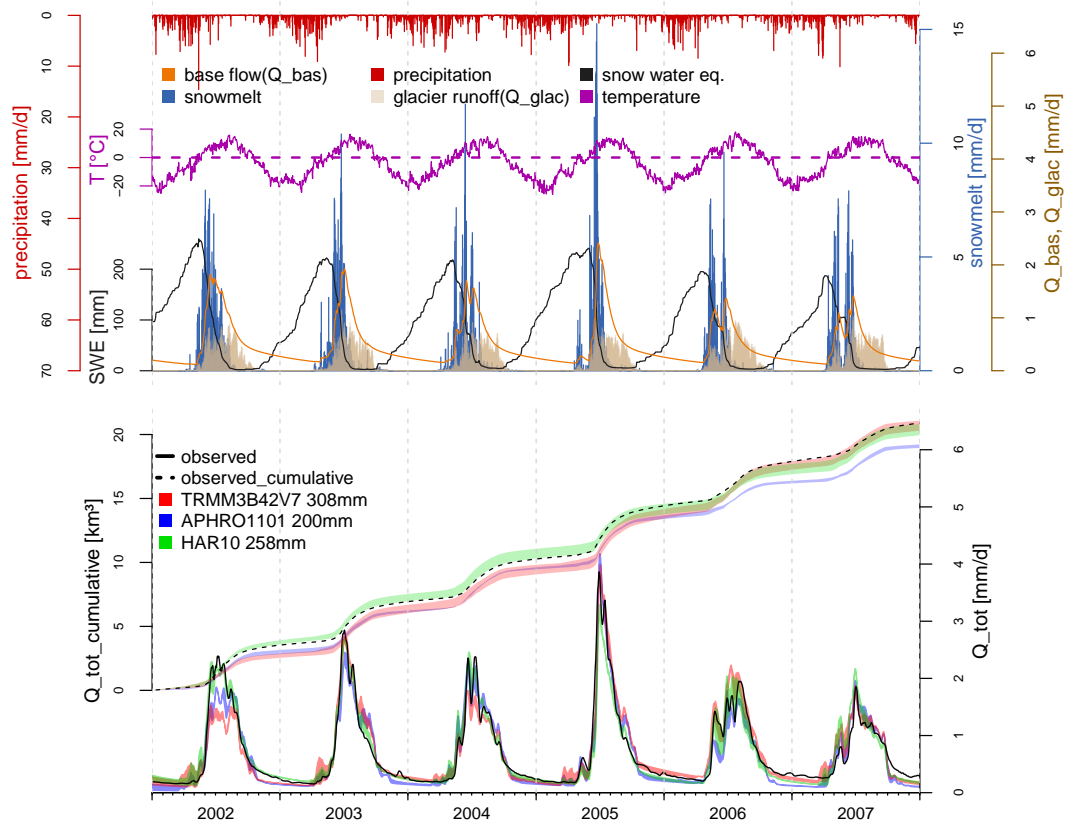 0
10
20
30
40
50
60
70
precipitation [mm/d]
base flow(Q_bas)
snowmelt
precipitation
glacier runoff(Q_glac)
snow water eq.
temperature
20
0
−20
T [°C]
200
100
0
SWE [mm]
15
10
5
0
snowmelt [mm/d]
6
5
4
3
2
1
0
Q_bas, Q_glac [mm/d]
20
15
10
5
0
Q_tot_cumulative [km³]
observed
observed_cumulative
TRMM3B42V7 308mm
APHRO1101 200mm
HAR10 258mm
6
5
4
3
2
1
0
Q_tot [mm/d]
2002 2003 2004 2005 2006 2007